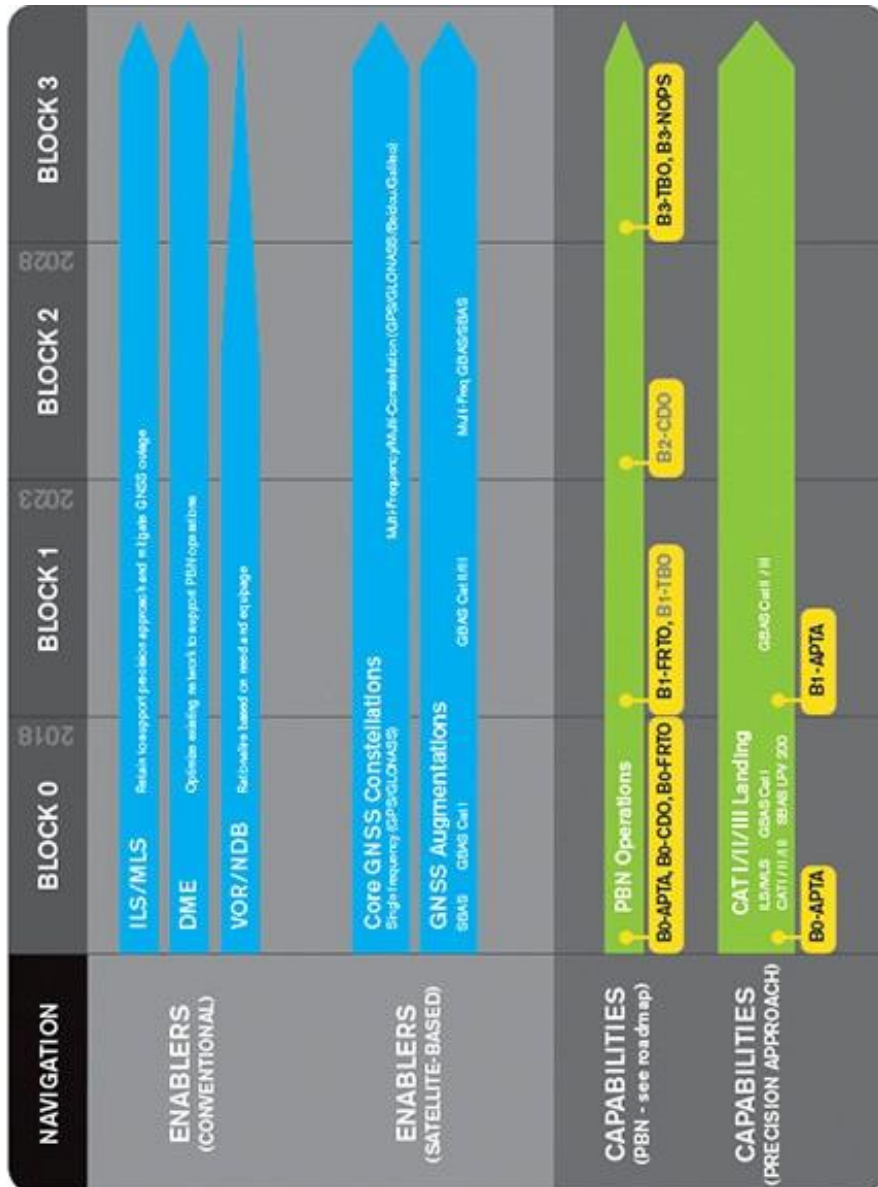 NAVIGATION
BLOCK 0
2018
BLOCK 1
2023
BLOCK 2
2028
BLOCK 3
ENABLERS
(CONVENTIONAL)
ILS/MLS
Retain to support precision approach and mitigate GNSS outage
DME
Optimize existing network to support PBN operations
VOR/NDB
Rationalize based on need and equipage
ENABLERS
(SATELLITE-BASED)
Core GNSS Constellations
Single frequency (GPS/GLONASS)
Multi-Frequency/Multi-Constellation (GPS/GLONASS/Beidou/Galileo)
GNSS Augmentations
SBAS GBAS Cat I
GBAS Cat II/III
Multi-Freq GBAS/SBAS
CAPABILITIES
(PBN - see roadmap)
PBN Operations
B0-APTA, B0-CDO, B0-FRTO
B1-FRTO, B1-TBO
B2-CDO
B3-TBO, B3-NOPS
CAPABILITIES
(PRECISION APPROACH)
CAT I/II/III Landing
ILS/MLS GBAS Cat I
CAT I / II / III SBAS LPV 200
GBAS Cat II / III
B0-APTA
B1-APTA